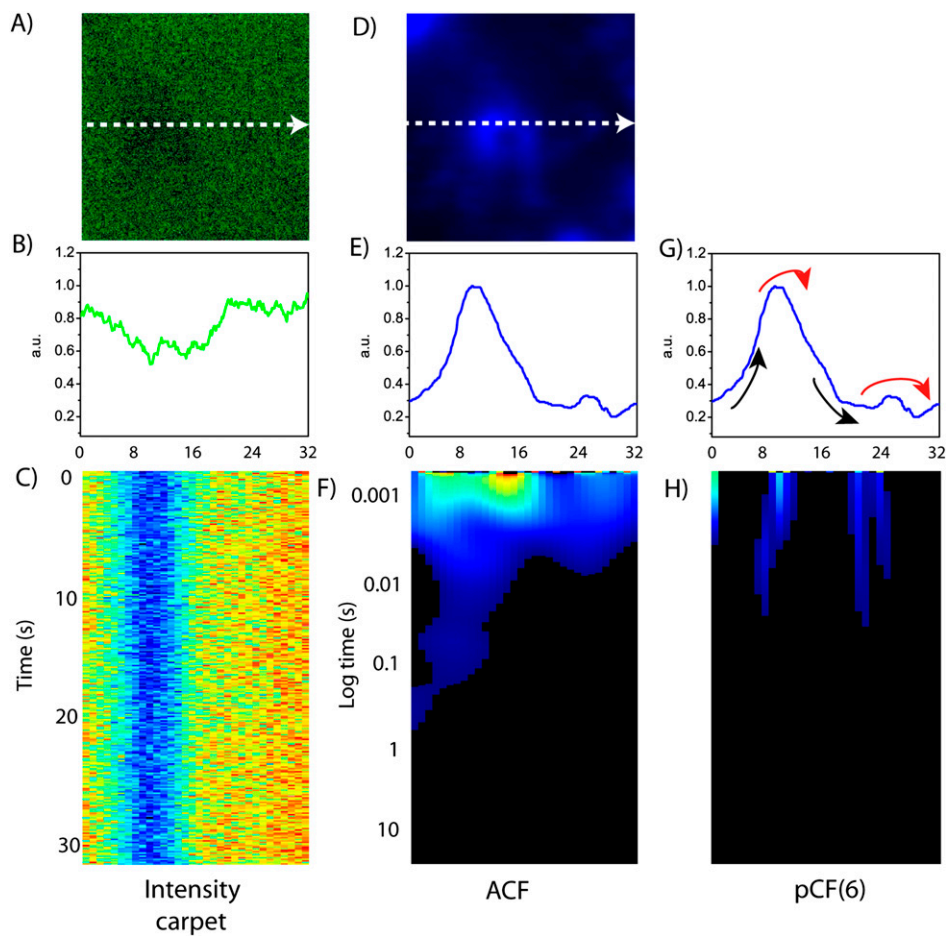 A)
D)
B)
1.2
1.0
0.8
0.6
0.4
0.2
a.u.
0 8 16 24 32
E)
1.2
1.0
0.8
0.6
0.4
0.2
a.u.
0 8 16 24 32
G)
1.2
1.0
0.8
0.6
0.4
0.2
a.u.
0 8 16 24 32
C)
0
10
20
30
Time (s)
Intensity
carpet
F)
0.001
0.01
0.1
1
10
Log time (s)
ACF
H)
pCF(6)